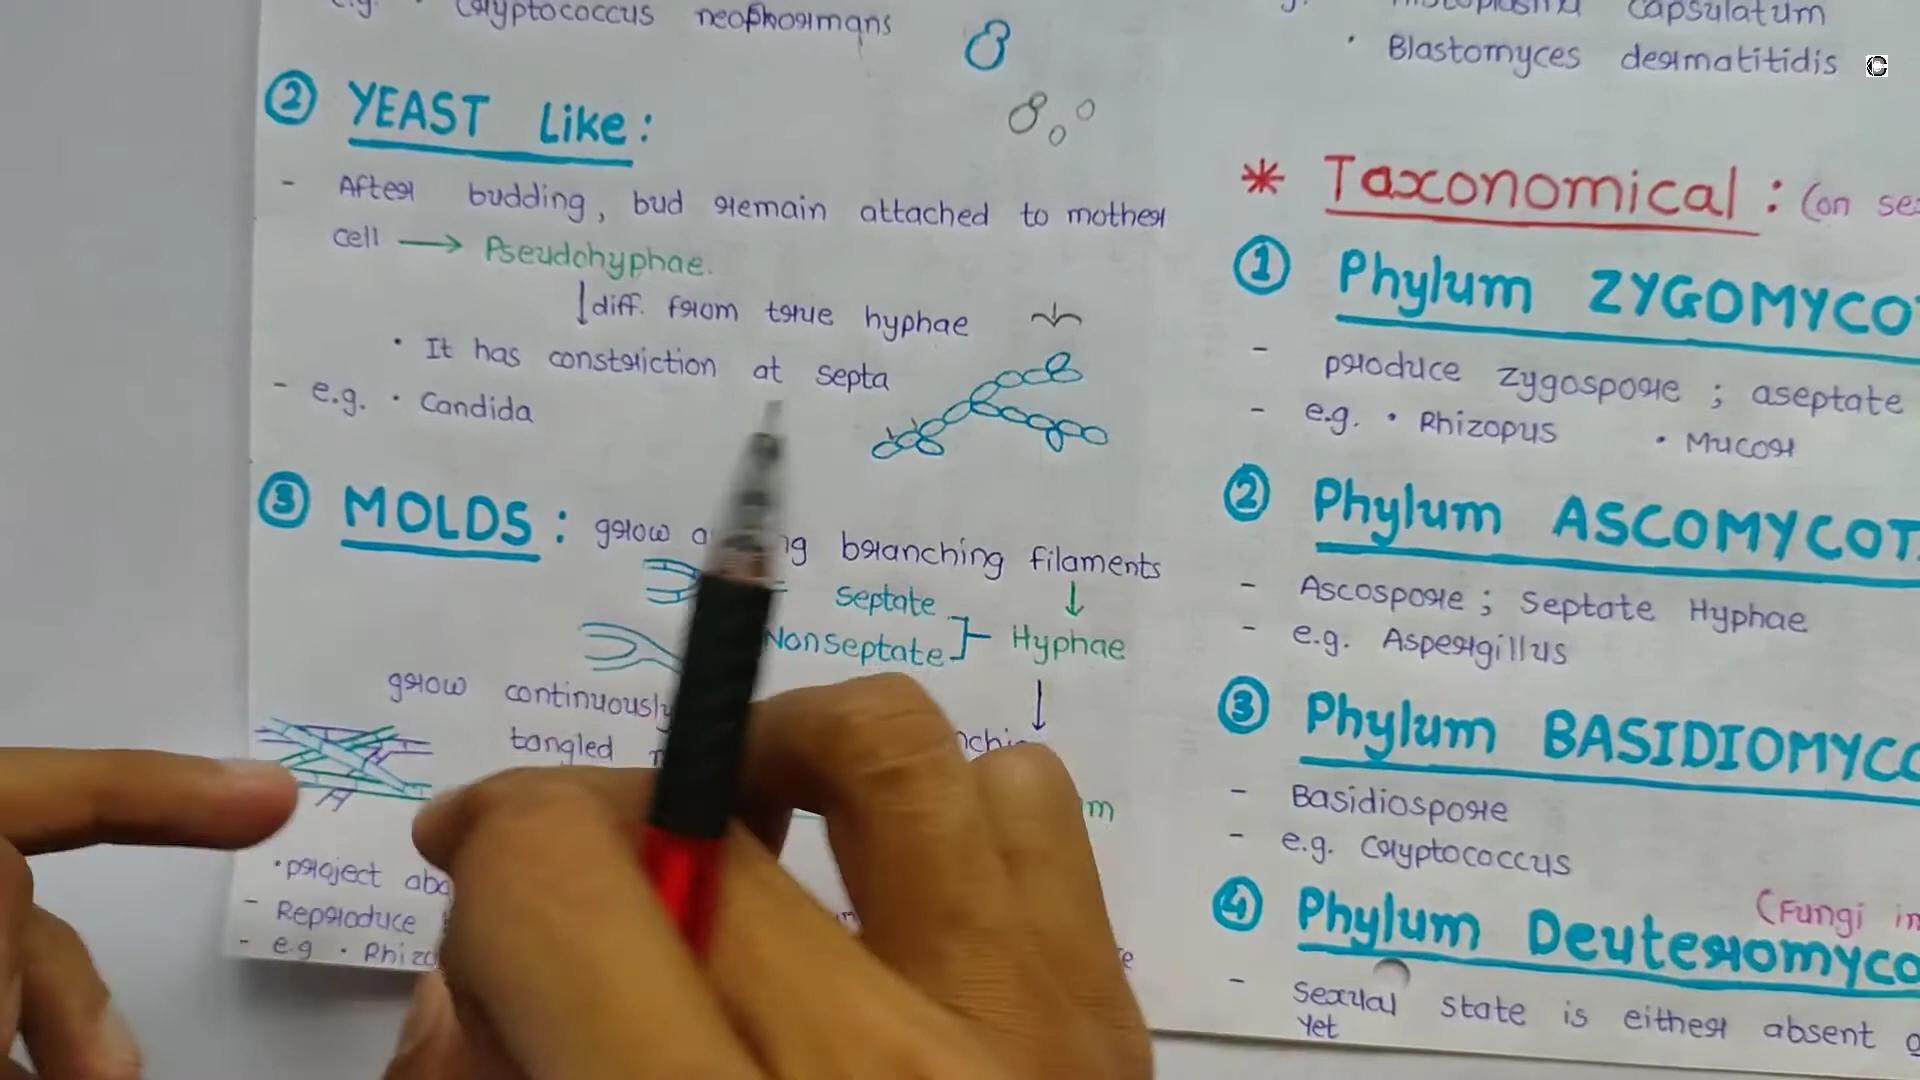 e.g. · Cryptococcus neophormans
② YEAST Like:
- After budding, bud remain attached to mother
cell → Pseudohyphae.
↓ diff. from true hyphae
· It has constriction at septa
- e.g. · Candida
③ MOLDS: grow branching filaments
Septate
Nonseptate
Hyphae
grow continuously
tangled
· project
- Reproduce
- e.g ·
capsulatum
· Blastomyces dermatitidis
* Taxonomical: (on
① Phylum ZYGOMYCO
- produce zygospore ; aseptate
- e.g. · Rhizopus · Mucor
② Phylum ASCOMYCOT
- Ascospore ; Septate Hyphae
- e.g. Aspergillus
③ Phylum BASIDIOMYCO
- Basidiospore
- e.g. Cryptococcus
(Fungi
④ Phylum Deuteromyco
- sexual state is either absent
yet